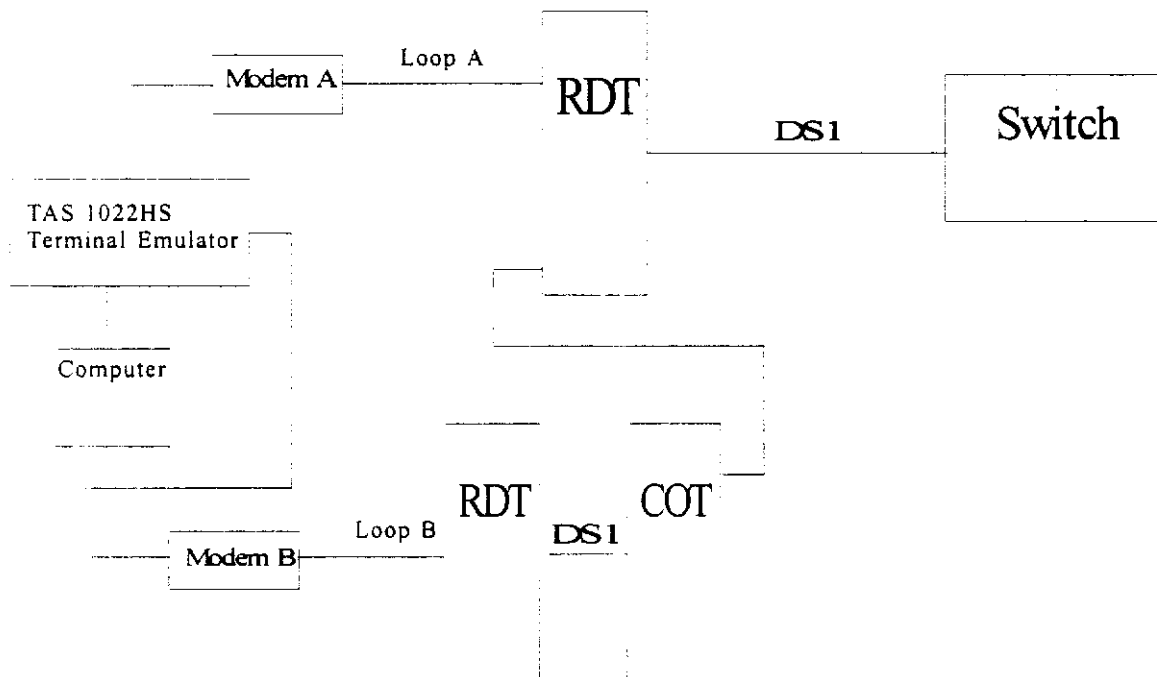 Loop A
Modem A
RDT
DS1
Switch
TAS 1022HS
Terminal Emulator
Computer
RDT
COT
Loop B
DS1
Modem B